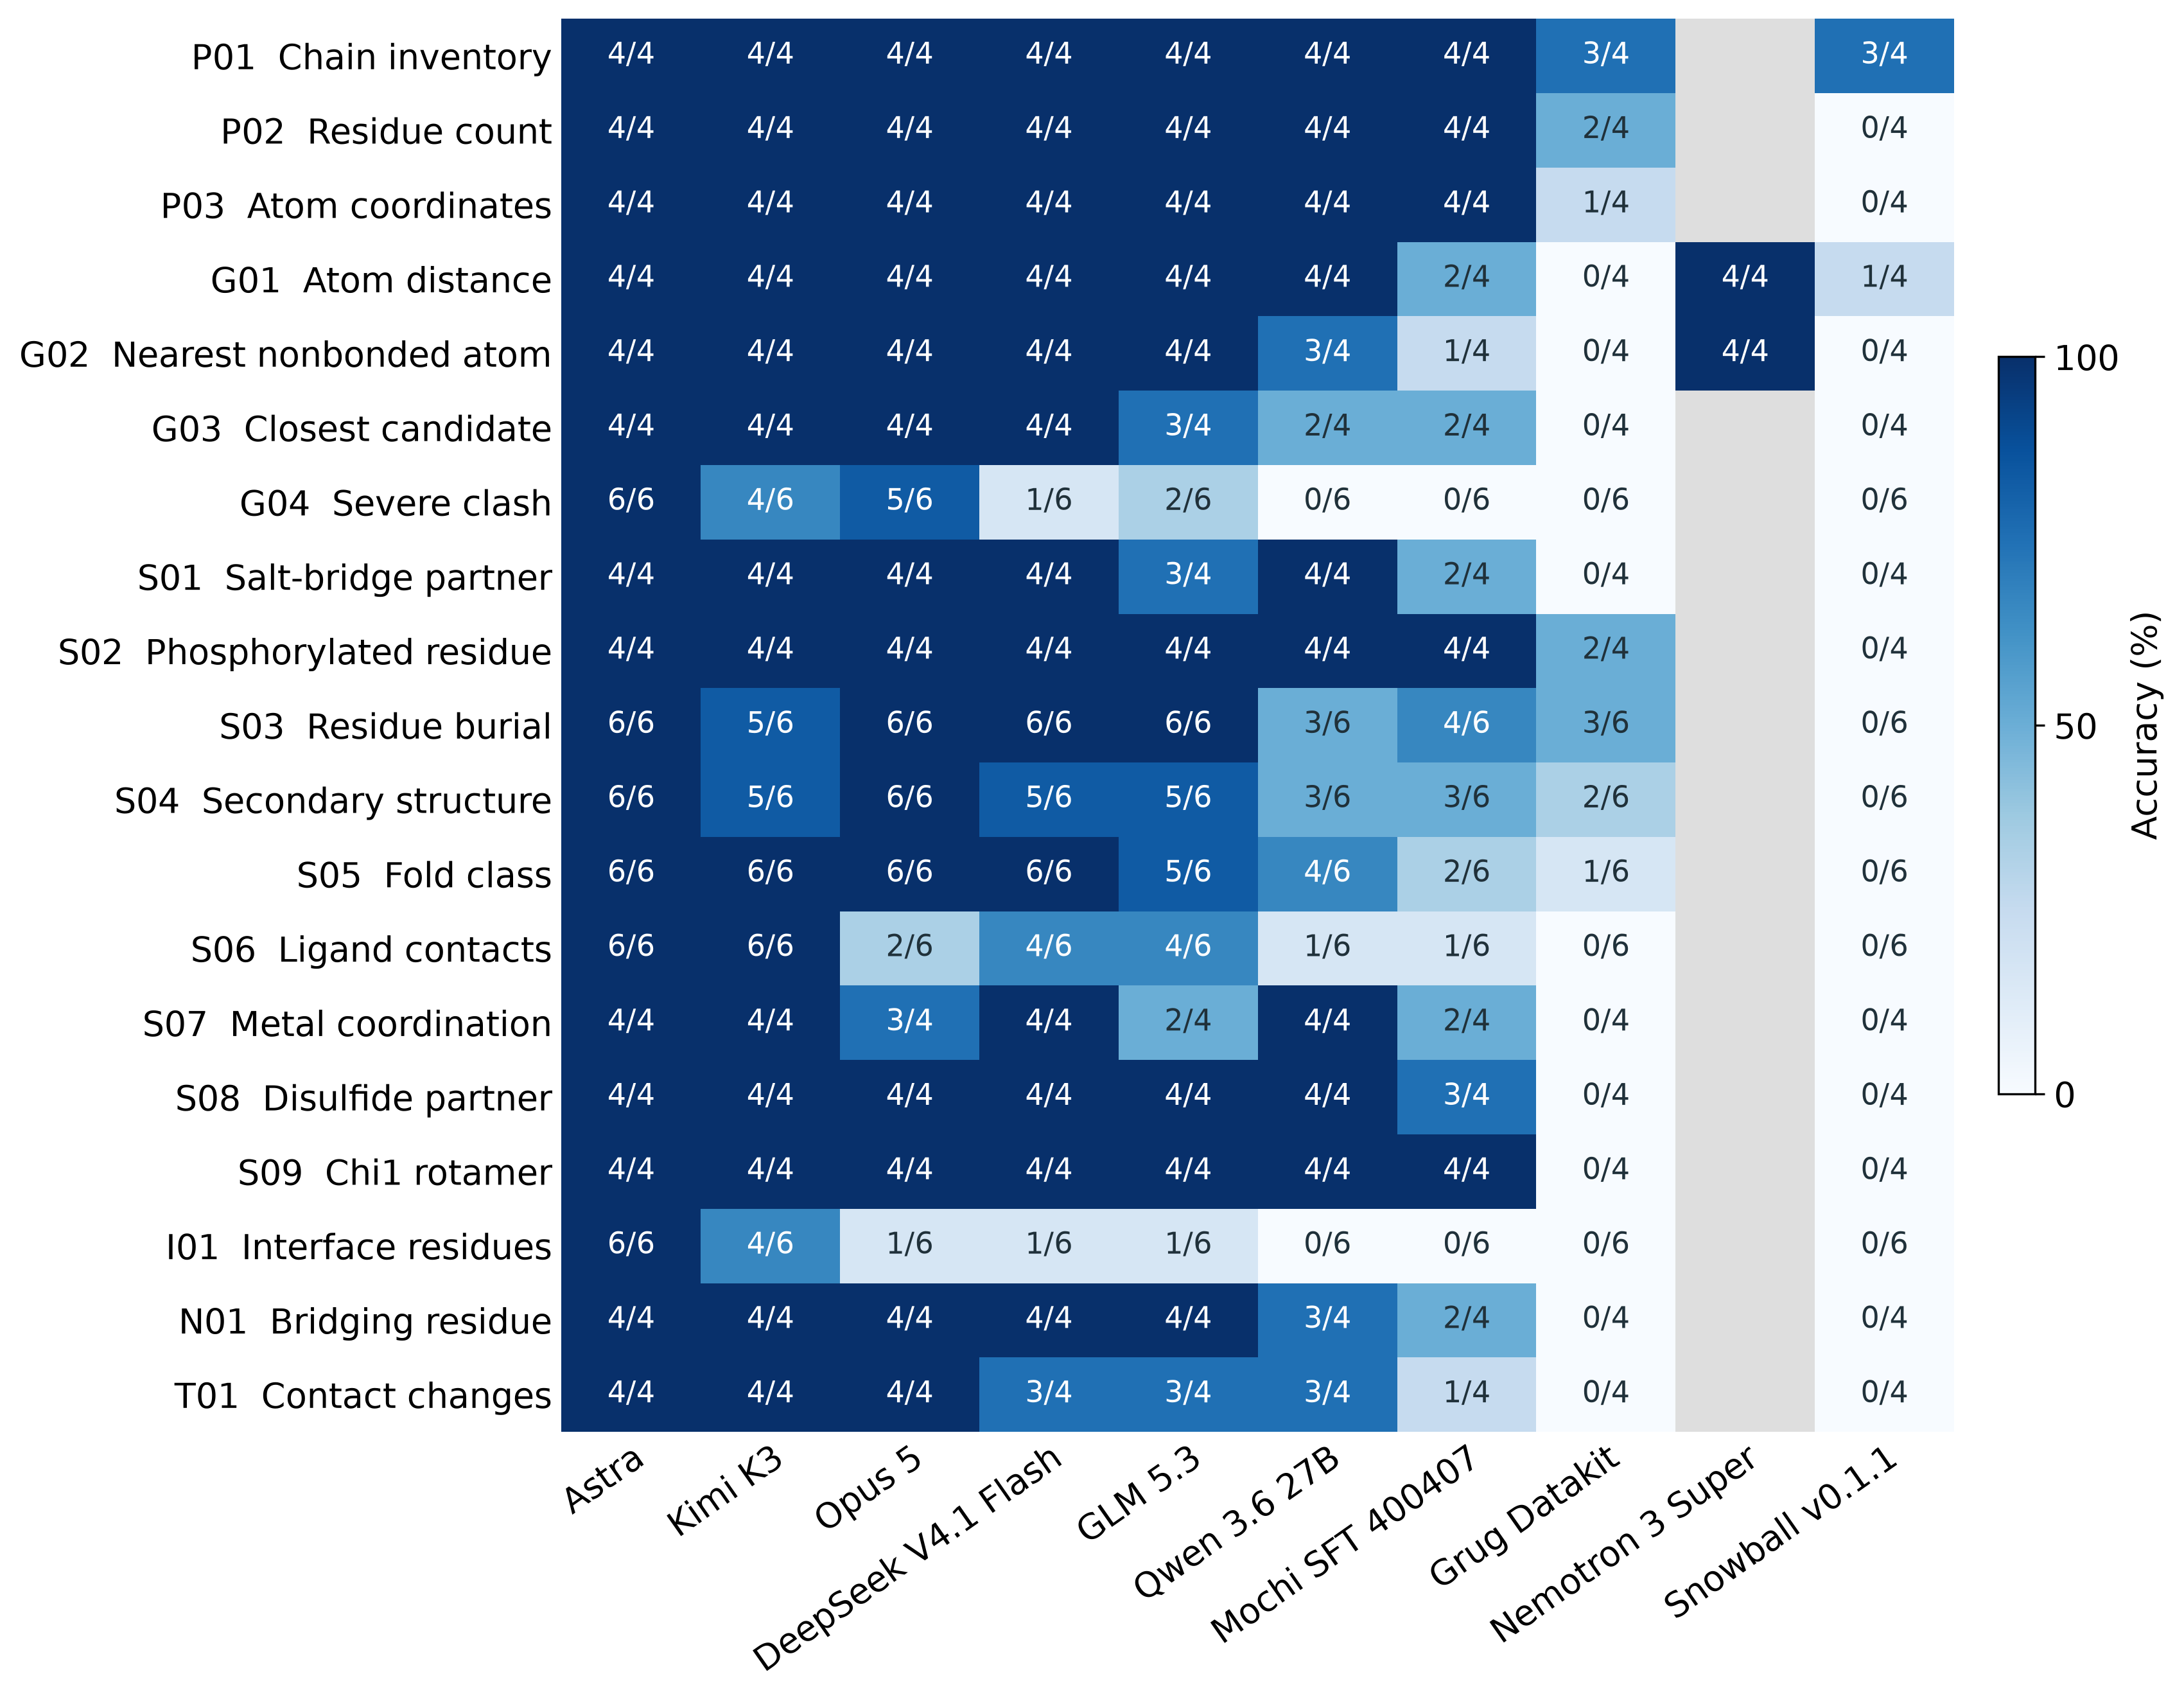 P01 Chain inventory 4/4 4/4 4/4 4/4 4/4 4/4 4/4 3/4 3/4
P02 Residue count 4/4 4/4 4/4 4/4 4/4 4/4 4/4 2/4 0/4
P03 Atom coordinates 4/4 4/4 4/4 4/4 4/4 4/4 4/4 1/4 0/4
G01 Atom distance 4/4 4/4 4/4 4/4 4/4 4/4 2/4 0/4 4/4 1/4
G02 Nearest nonbonded atom 4/4 4/4 4/4 4/4 4/4 3/4 1/4 0/4 4/4 0/4
G03 Closest candidate 4/4 4/4 4/4 4/4 3/4 2/4 2/4 0/4 0/4
G04 Severe clash 6/6 4/6 5/6 1/6 2/6 0/6 0/6 0/6 0/6
S01 Salt-bridge partner 4/4 4/4 4/4 4/4 3/4 4/4 2/4 0/4 0/4
S02 Phosphorylated residue 4/4 4/4 4/4 4/4 4/4 4/4 4/4 2/4 0/4
S03 Residue burial 6/6 5/6 6/6 6/6 6/6 3/6 4/6 3/6 0/6
S04 Secondary structure 6/6 5/6 6/6 5/6 5/6 3/6 3/6 2/6 0/6
S05 Fold class 6/6 6/6 6/6 6/6 5/6 4/6 2/6 1/6 0/6
S06 Ligand contacts 6/6 6/6 2/6 4/6 4/6 1/6 1/6 0/6 0/6
S07 Metal coordination 4/4 4/4 3/4 4/4 2/4 4/4 2/4 0/4 0/4
S08 Disulfide partner 4/4 4/4 4/4 4/4 4/4 4/4 3/4 0/4 0/4
S09 Chi1 rotamer 4/4 4/4 4/4 4/4 4/4 4/4 4/4 0/4 0/4
I01 Interface residues 6/6 4/6 1/6 1/6 1/6 0/6 0/6 0/6 0/6
N01 Bridging residue 4/4 4/4 4/4 4/4 4/4 3/4 2/4 0/4 0/4
T01 Contact changes 4/4 4/4 4/4 3/4 3/4 3/4 1/4 0/4 0/4
Astra
Kimi K3
Opus 5
DeepSeek V4.1 Flash
GLM 5.3
Qwen 3.6 27B
Mochi SFT 400407
Grug Datakit
Nemotron 3 Super
Snowball v0.1.1
100
50
0
Accuracy (%)